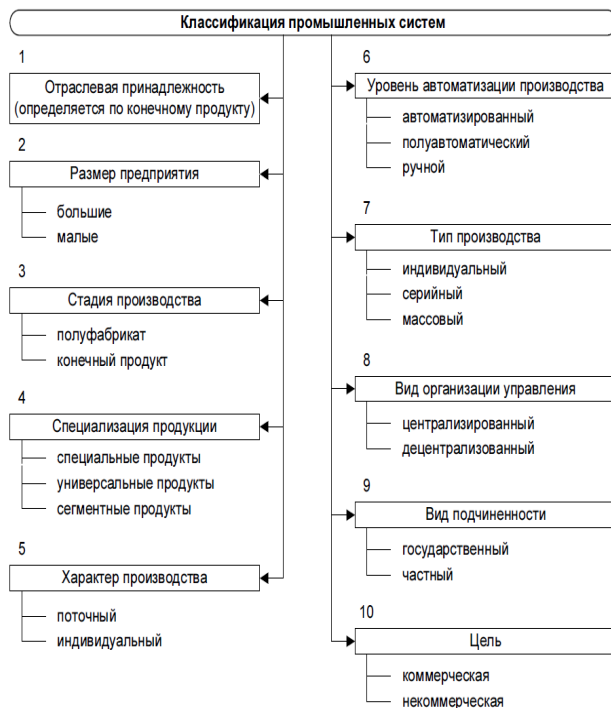 Классификация промышленных систем
1
Отраслевая принадлежность
(определяется по конечному продукту)
2
Размер предприятия
большие
малые
3
Стадия производства
полуфабрикат
конечный продукт
4
Специализация продукции
специальные продукты
универсальные продукты
сегментные продукты
5
Характер производства
поточный
индивидуальный
6
Уровень автоматизации производства
автоматизированный
полуавтоматический
ручной
7
Тип производства
индивидуальный
серийный
массовый
8
Вид организации управления
централизированный
децентрализованный
9
Вид подчиненности
государственный
частный
10
Цель
коммерческая
некоммерческая